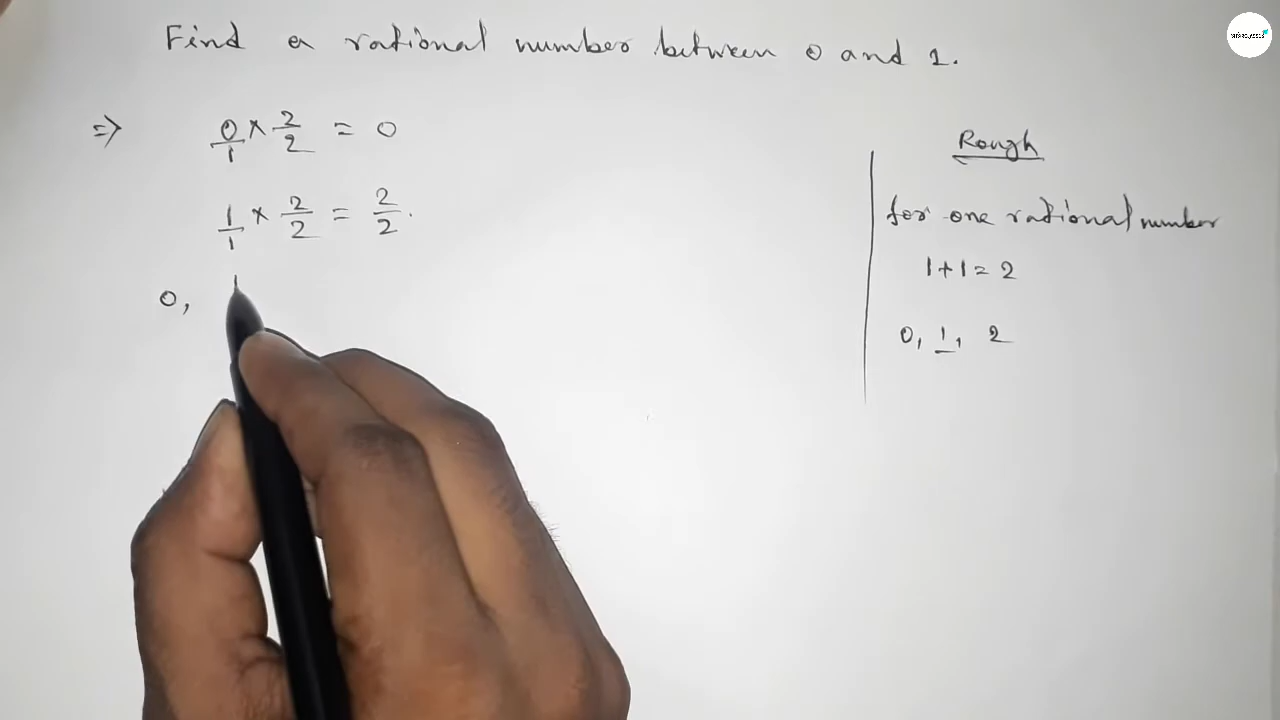 Find a rational number between 0 and 1.
⇒ 0/1 × 2/2 = 0
1/1 × 2/2 = 2/2.
0, 1
Rough
for one rational number
1+1=2
0, 1, 2